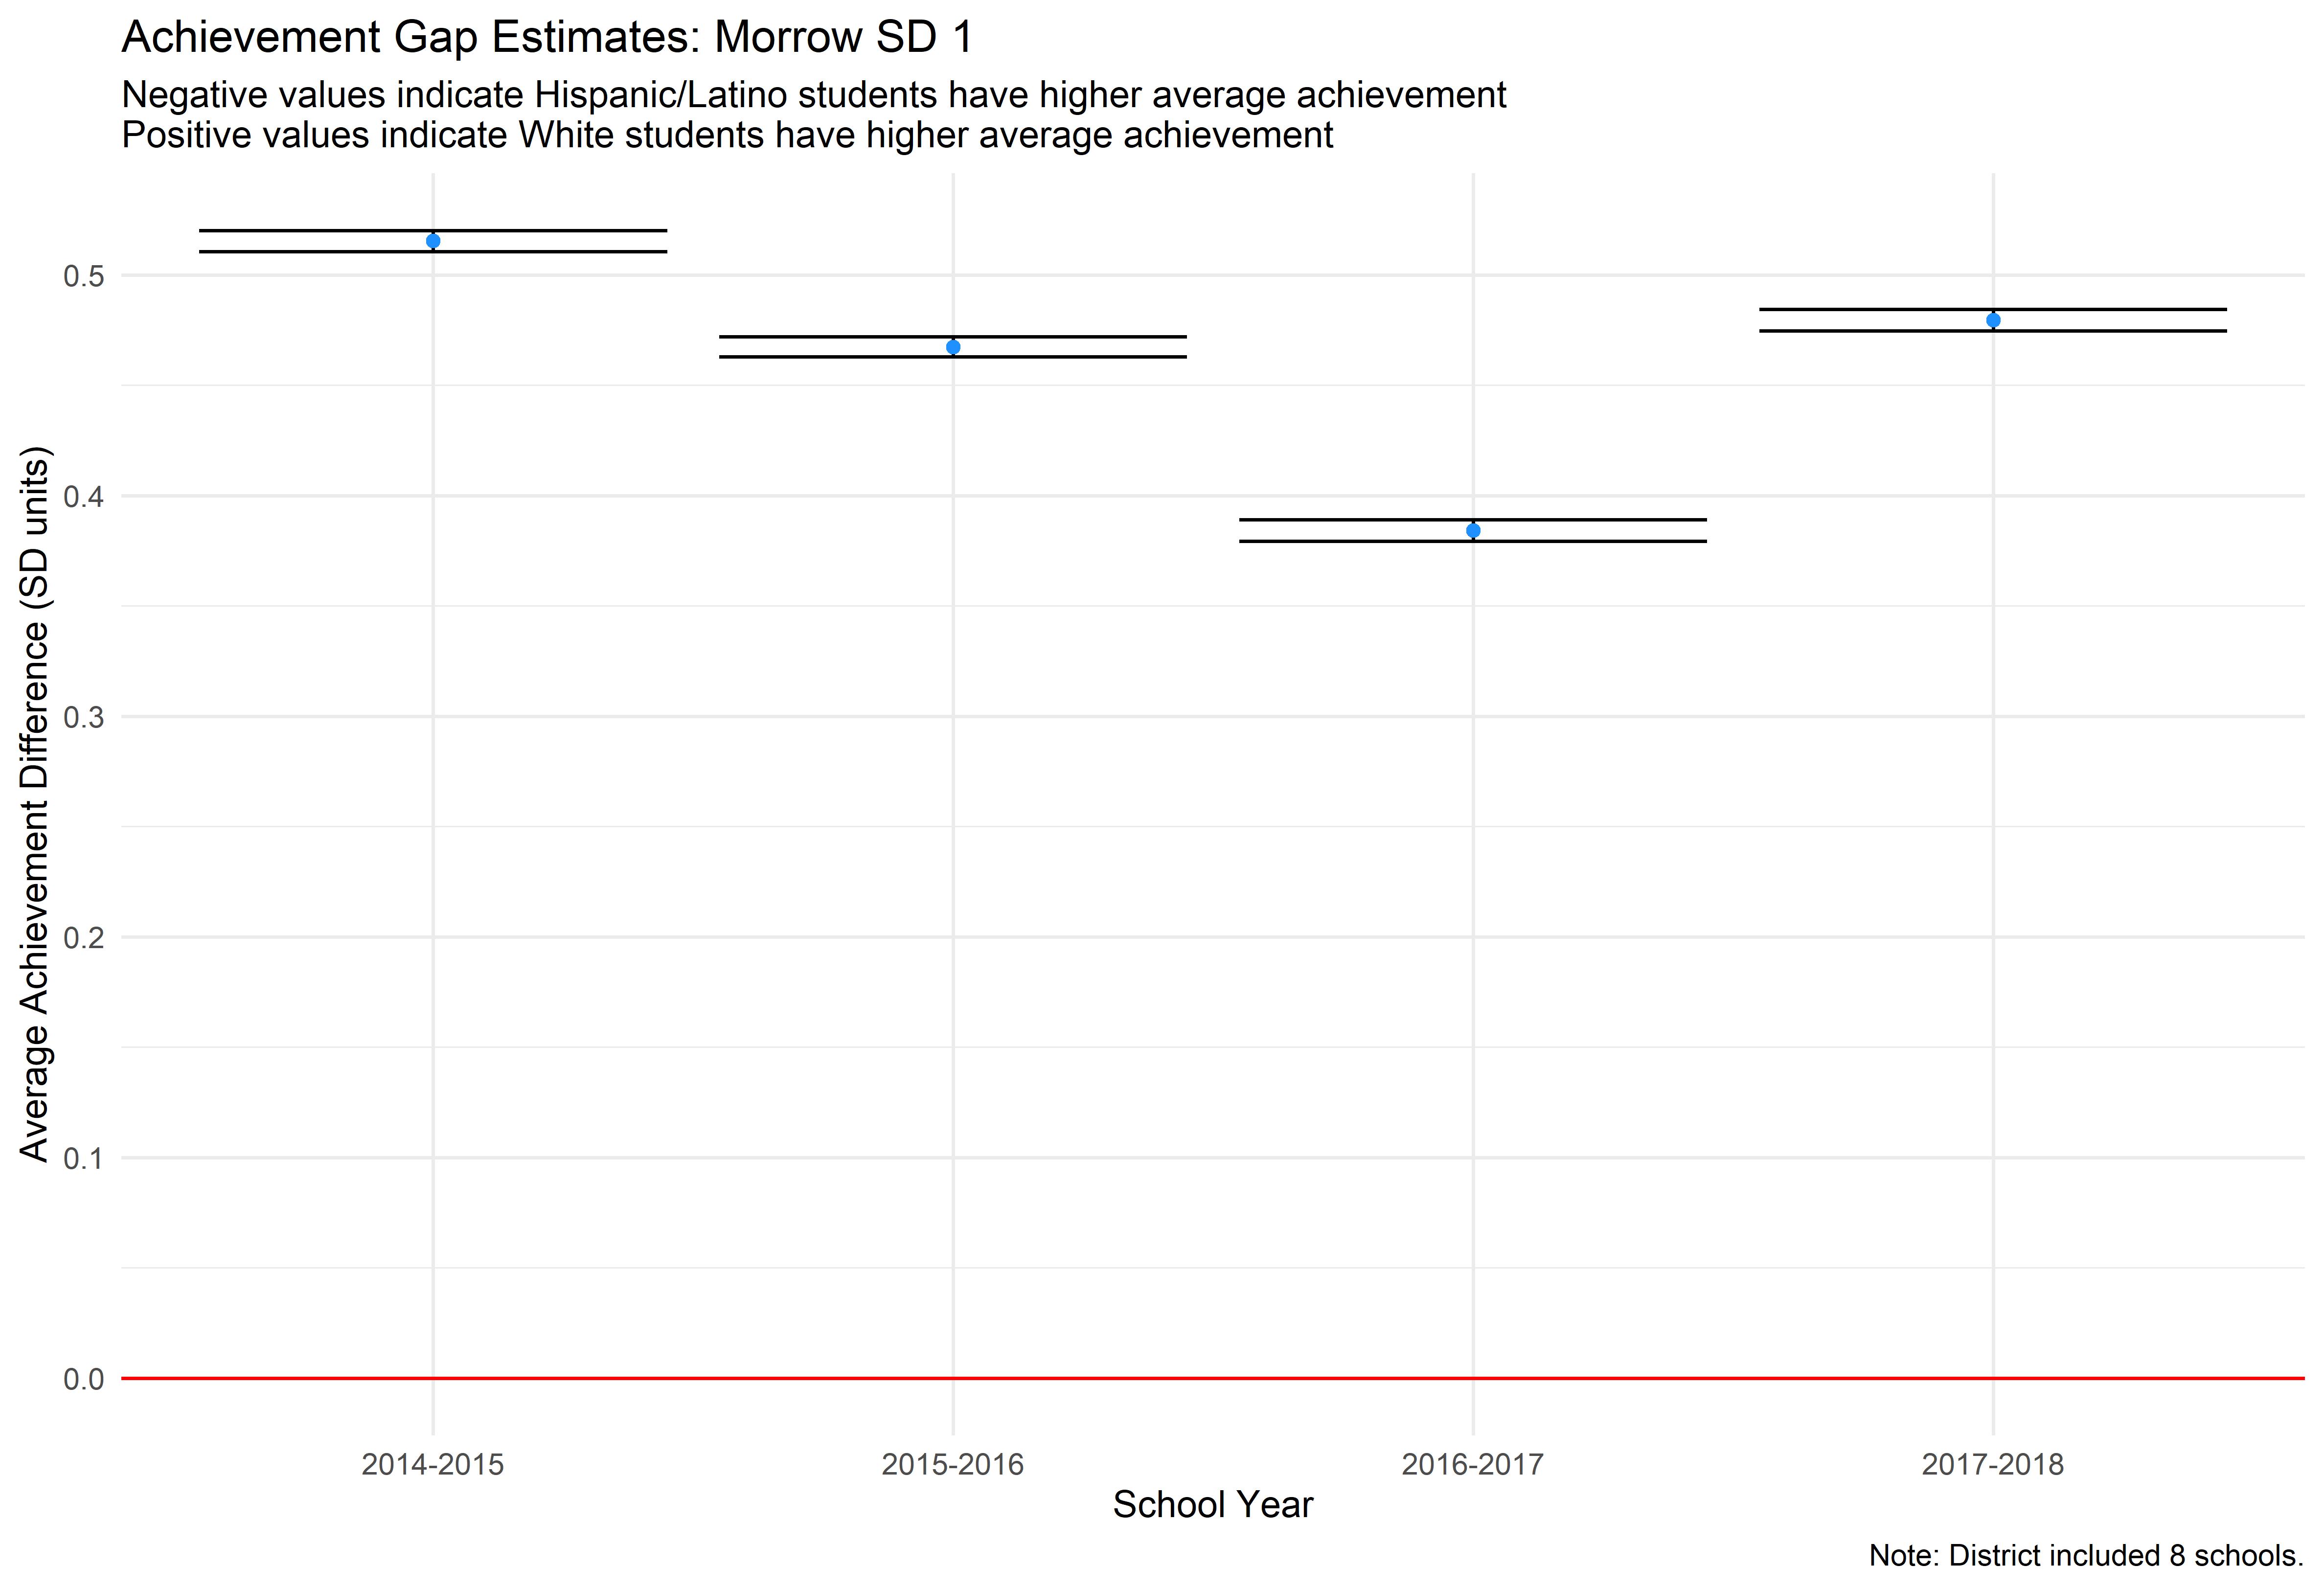 Achievement Gap Estimates: Morrow SD 1
Negative values indicate Hispanic/Latino students have higher average achievement
Positive values indicate White students have higher average achievement
Average Achievement Difference (SD units)
0.5
0.4
0.3
0.2
0.1
0.0
2014-2015
2015-2016
2016-2017
2017-2018
School Year
Note: District included 8 schools.